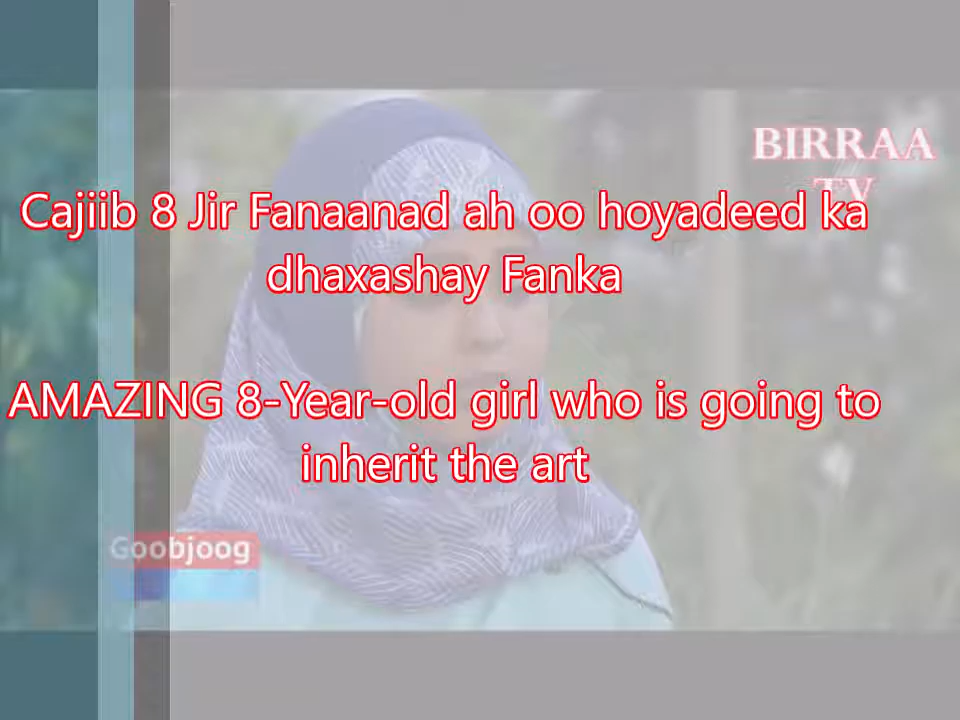 BIRRAA
TV
Cajiib 8 Jir Fanaanad ah oo hoyadeed ka
dhaxashay Fanka
AMAZING 8-Year-old girl who is going to
inherit the art
Goobjoog